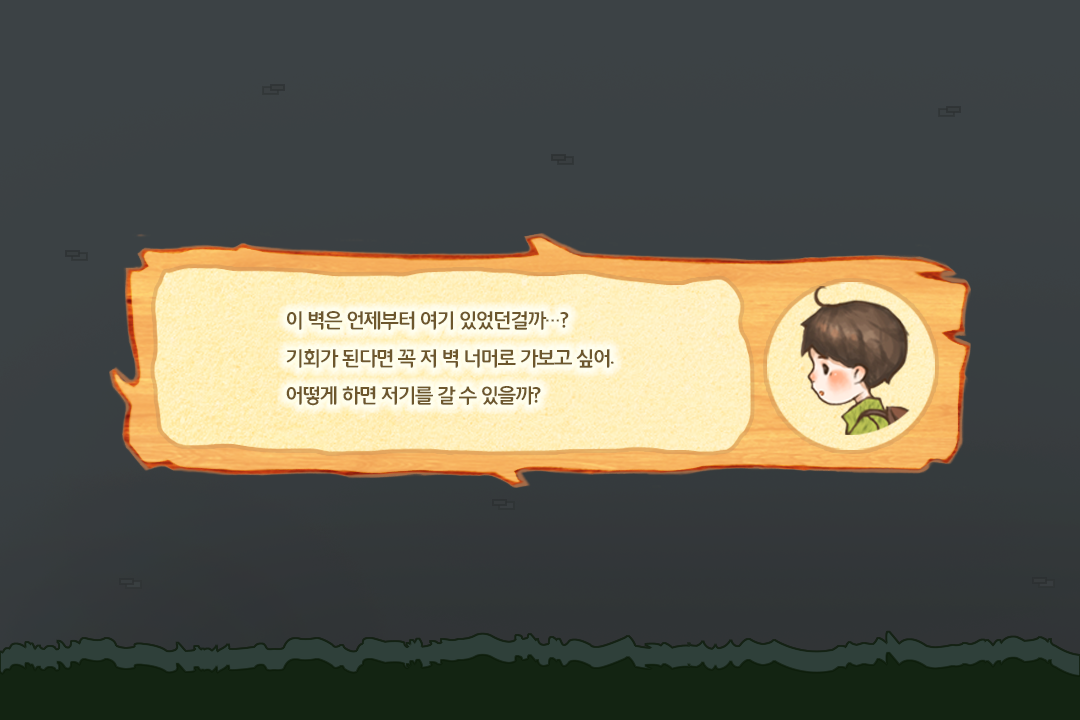 이 벽은 언제부터 여기 있었던걸까…?
기회가 된다면 꼭 저 벽 너머로 가보고 싶어.
어떻게 하면 저기를 갈 수 있을까?